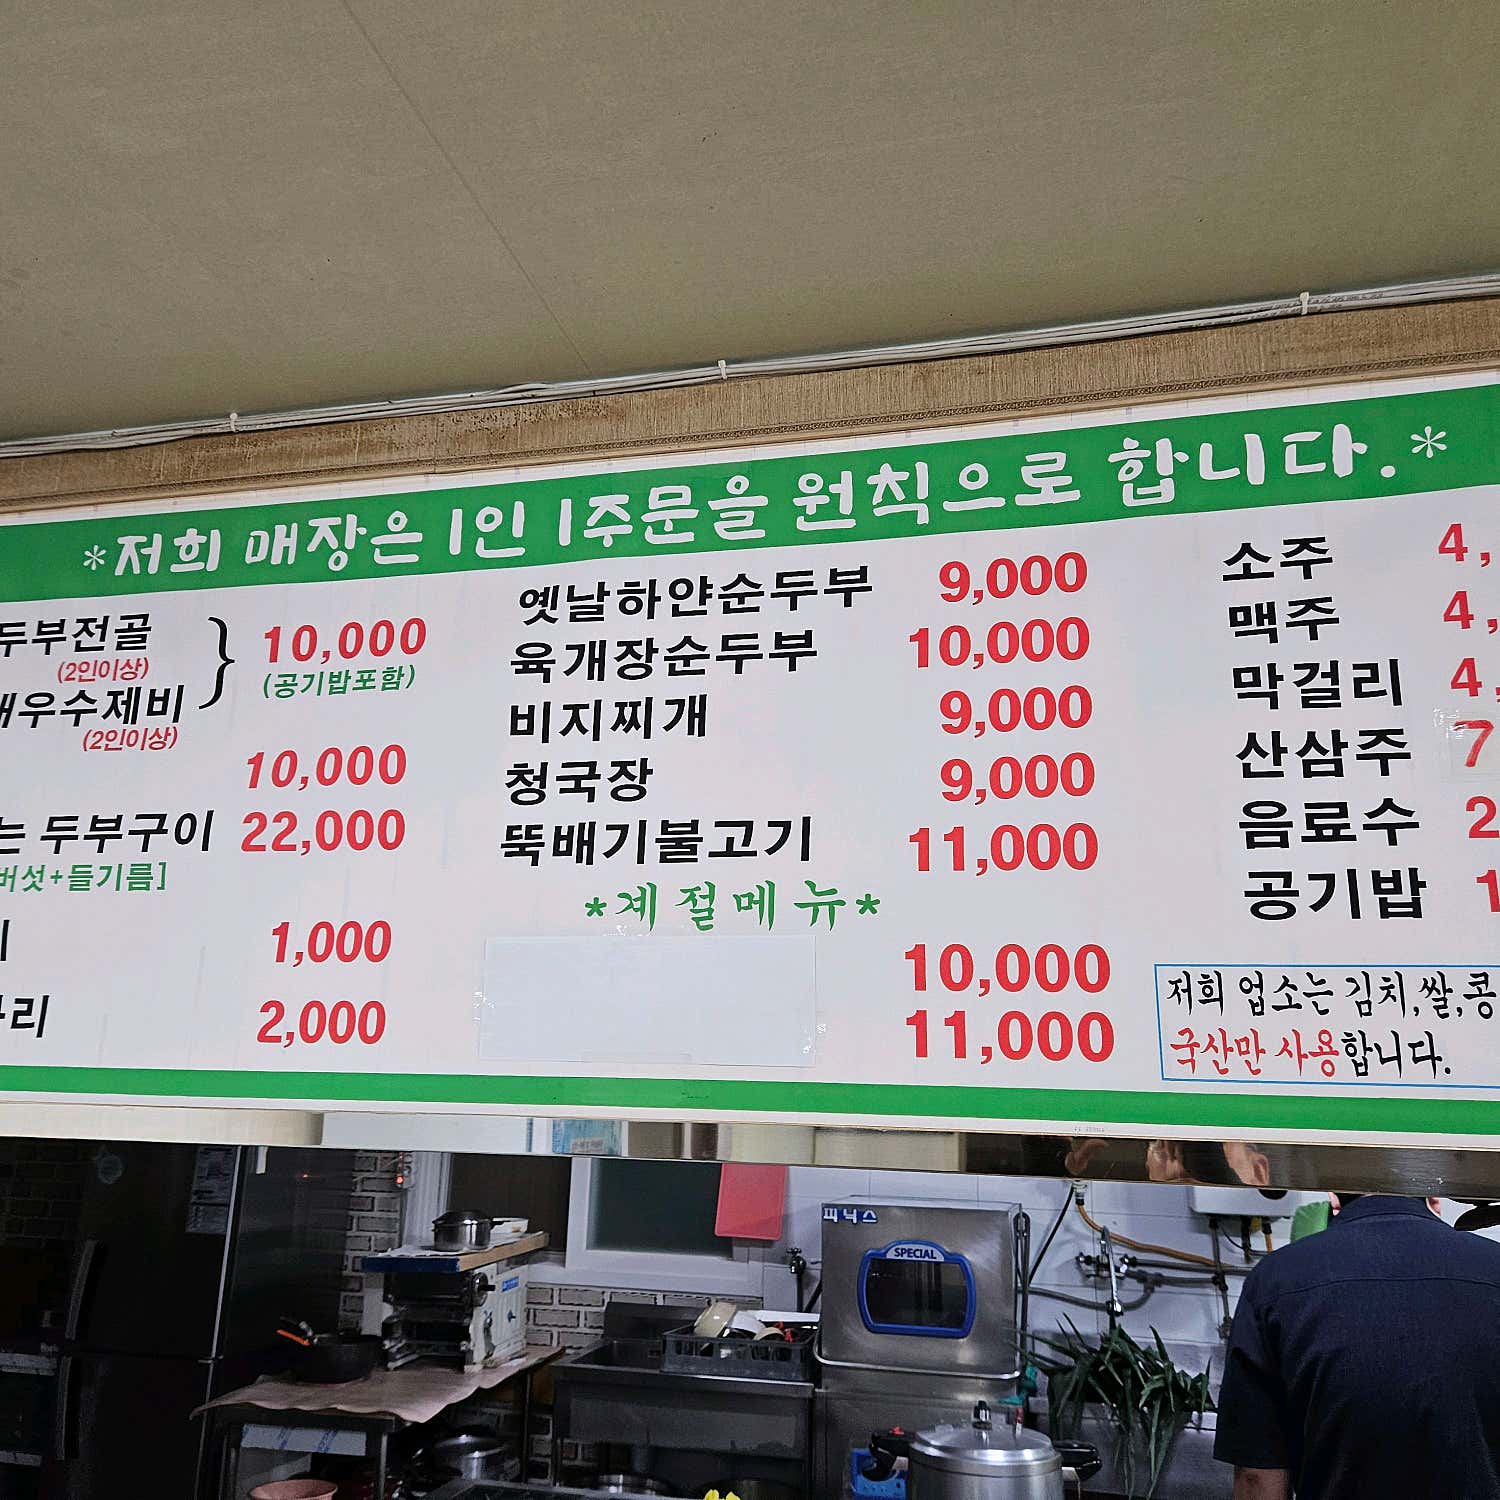 *저희 매장은 1인 1주문을 원칙으로 합니다.*
두부전골
(2인이상)
우수제비
(2인이상)
10,000
(공기밥포함)
10,000
는 두부구이 22,000
버섯+들기름]
1,000
리 2,000
옛날하얀순두부 9,000
육개장순두부 10,000
비지찌개 9,000
청국장 9,000
뚝배기불고기 11,000
*계절메뉴*
10,000
11,000
소주 4,
맥주 4,
막걸리 4,
산삼주 7
음료수 2
공기밥 1
저희 업소는 김치,쌀,콩
국산만 사용합니다.
피닉스
SPECIAL